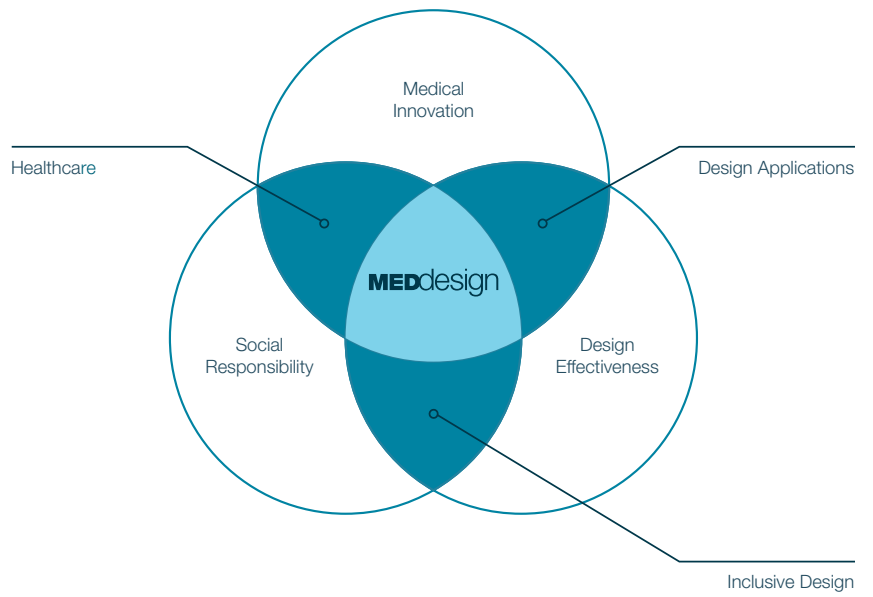 Medical
Innovation
Healthcare
Design Applications
MEDdesign
Social
Responsibility
Design
Effectiveness
Inclusive Design